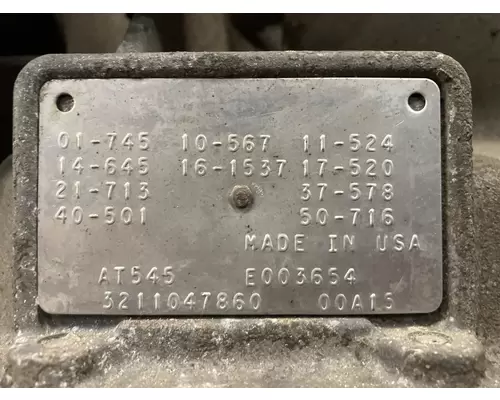 01-745 10-567 11-524
14-645 16-1537 17-520
21-713 37-578
40-501 50-716
MADE IN USA
AT545 E003654
3211047860 00A15